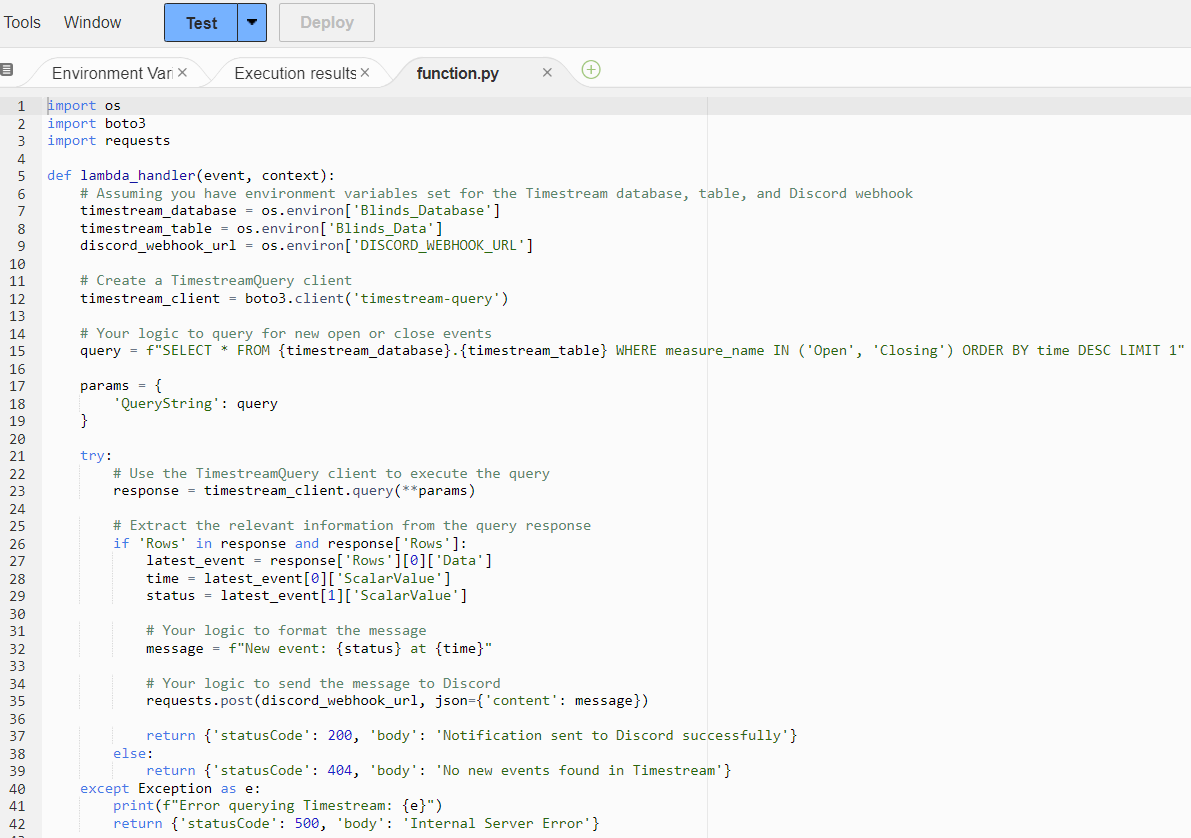 Tools Window Test Deploy
Environment Var Execution results function.py
1 import os
2 import boto3
3 import requests
4
5 def lambda_handler(event, context):
6     # Assuming you have environment variables set for the Timestream database, table, and Discord webhook
7     timestream_database = os.environ['Blinds_Database']
8     timestream_table = os.environ['Blinds_Data']
9     discord_webhook_url = os.environ['DISCORD_WEBHOOK_URL']
10
11     # Create a TimestreamQuery client
12     timestream_client = boto3.client('timestream-query')
13
14     # Your logic to query for new open or close events
15     query = f"SELECT * FROM {timestream_database}.{timestream_table} WHERE measure_name IN ('Open', 'Closing') ORDER BY time DESC LIMIT 1"
16
17     params = {
18         'QueryString': query
19     }
20
21     try:
22         # Use the TimestreamQuery client to execute the query
23         response = timestream_client.query(**params)
24
25         # Extract the relevant information from the query response
26         if 'Rows' in response and response['Rows']:
27             latest_event = response['Rows'][0]['Data']
28             time = latest_event[0]['ScalarValue']
29             status = latest_event[1]['ScalarValue']
30
31             # Your logic to format the message
32             message = f"New event: {status} at {time}"
33
34             # Your logic to send the message to Discord
35             requests.post(discord_webhook_url, json={'content': message})
36
37             return {'statusCode': 200, 'body': 'Notification sent to Discord successfully'}
38         else:
39             return {'statusCode': 404, 'body': 'No new events found in Timestream'}
40     except Exception as e:
41         print(f"Error querying Timestream: {e}")
42         return {'statusCode': 500, 'body': 'Internal Server Error'}